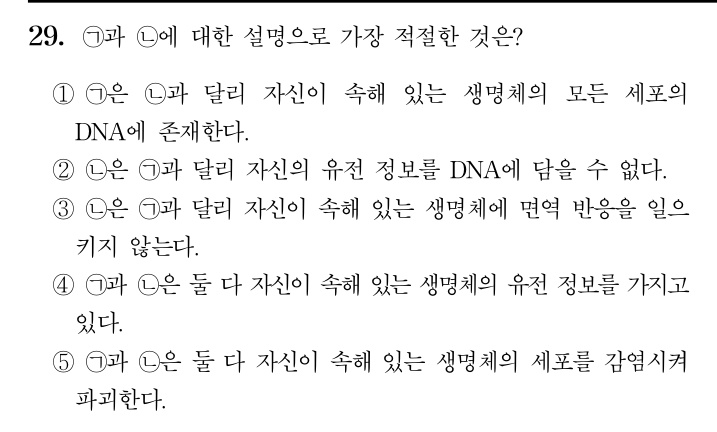 29. ㉠과 ㉡에 대한 설명으로 가장 적절한 것은?
① ㉠은 ㉡과 달리 자신이 속해 있는 생명체의 모든 세포의
DNA에 존재한다.
② ㉡은 ㉠과 달리 자신의 유전 정보를 DNA에 담을 수 없다.
③ ㉡은 ㉠과 달리 자신이 속해 있는 생명체에 면역 반응을 일으
키지 않는다.
④ ㉠과 ㉡은 둘 다 자신이 속해 있는 생명체의 유전 정보를 가지고
있다.
⑤ ㉠과 ㉡은 둘 다 자신이 속해 있는 생명체의 세포를 감염시켜
파괴한다.